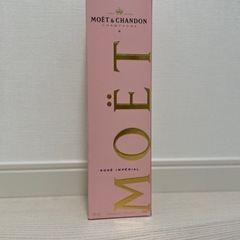 MOËT & CHANDON
CHAMPAGNE
MOËT
ROSÉ IMPÉRIAL